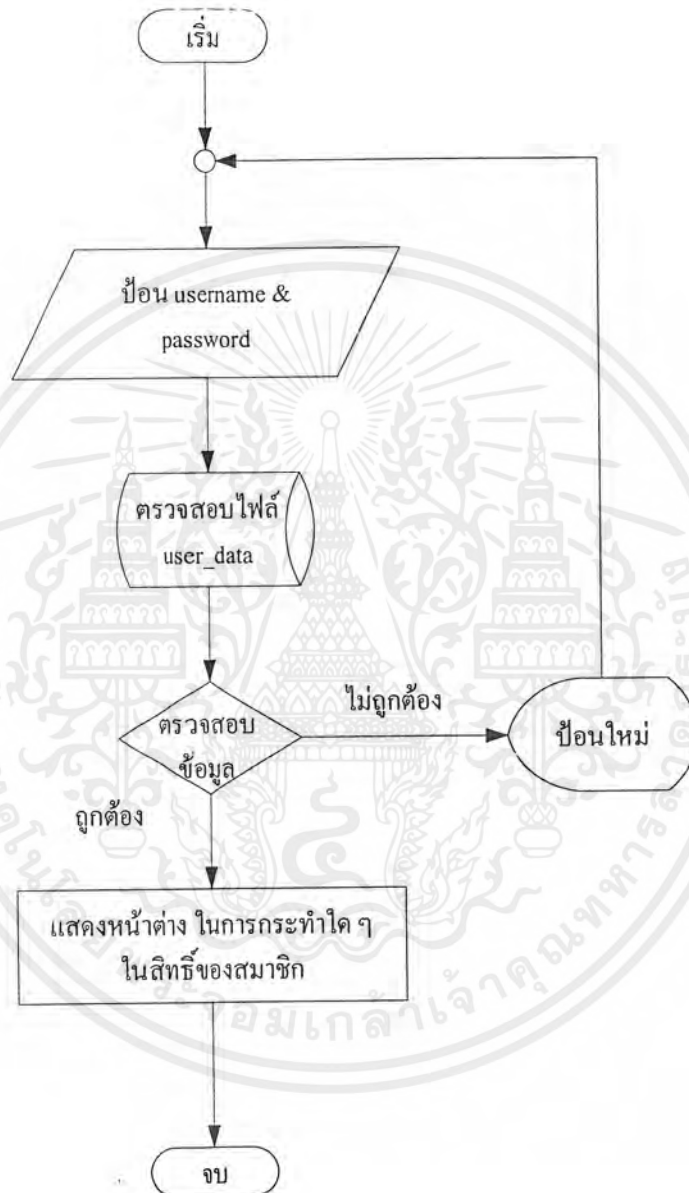 เริ่ม
ป้อน username &
password
ตรวจสอบไฟล์
user_data
ตรวจสอบ
ข้อมูล
ไม่ถูกต้อง
ป้อนใหม่
ถูกต้อง
แสดงหน้าต่าง ในการกระทำใด ๆ
ในสิทธิ์ของสมาชิก
จบ